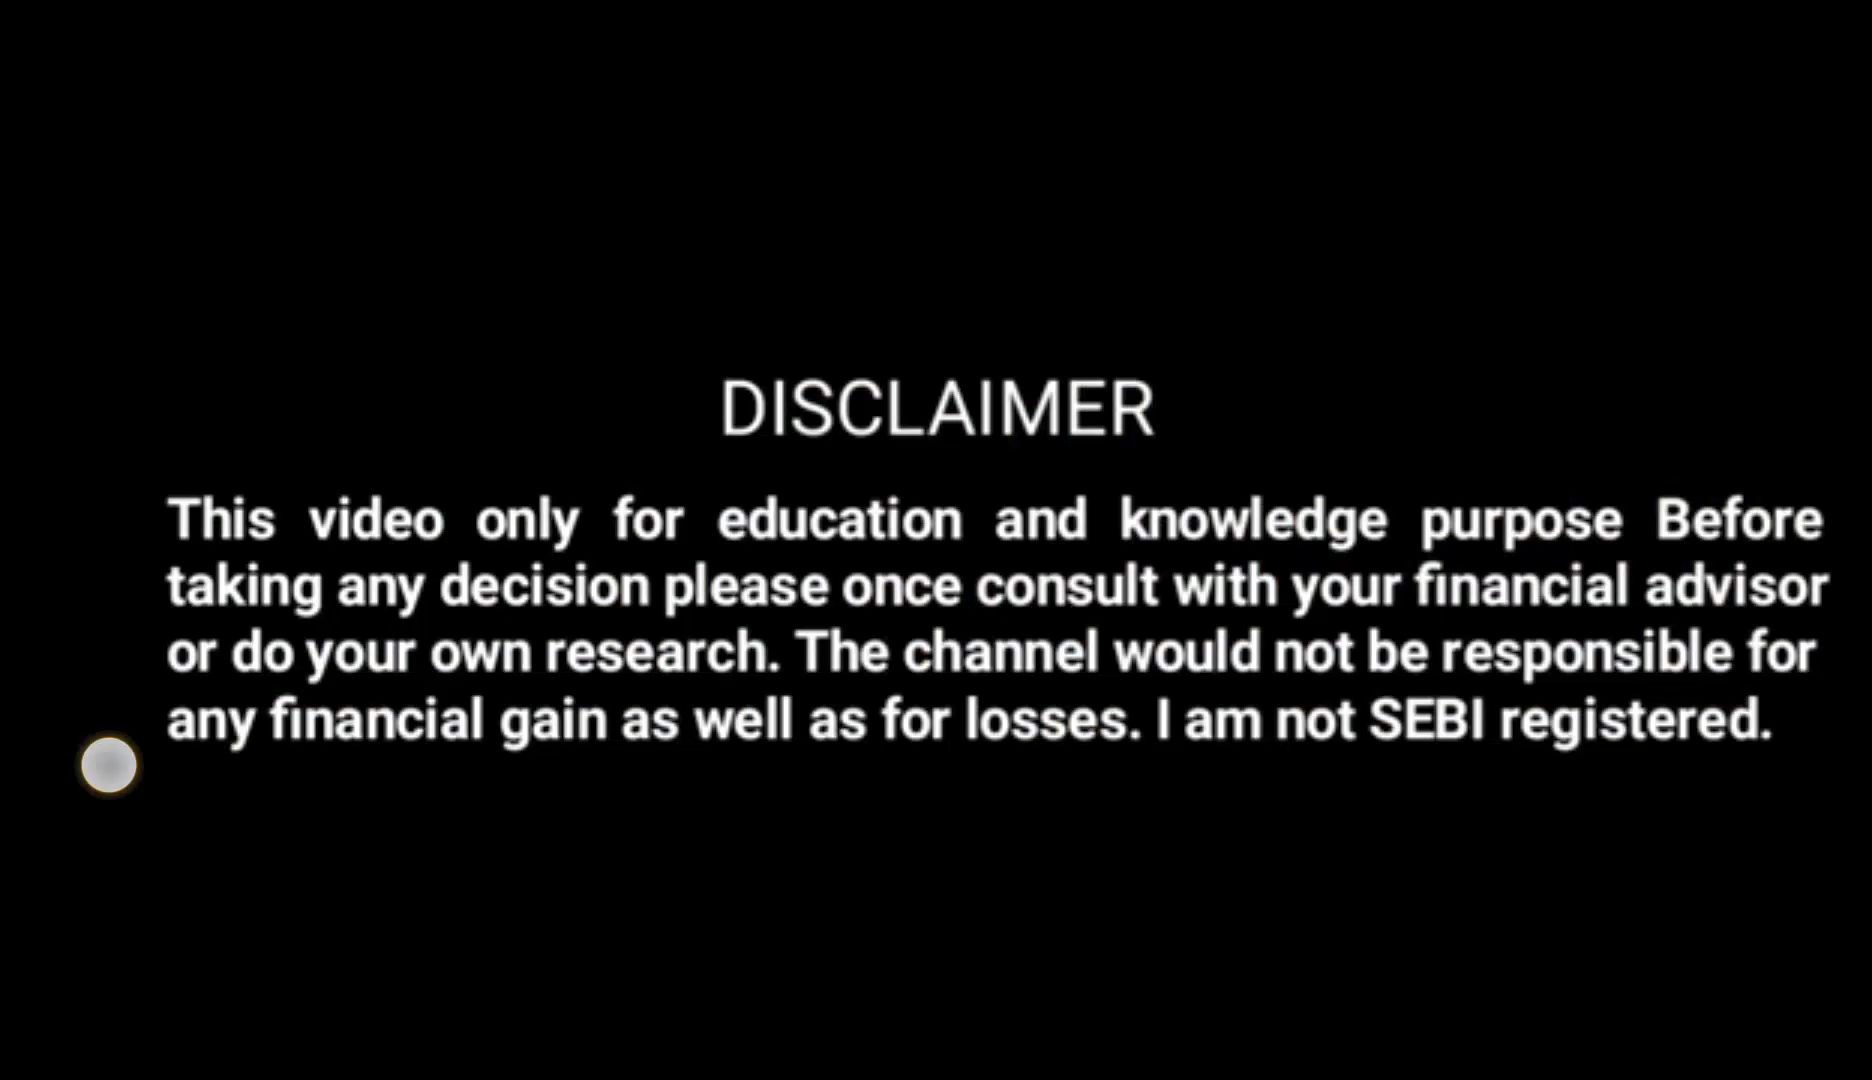 DISCLAIMER
This video only for education and knowledge purpose Before
taking any decision please once consult with your financial advisor
or do your own research. The channel would not be responsible for
any financial gain as well as for losses. I am not SEBI registered.